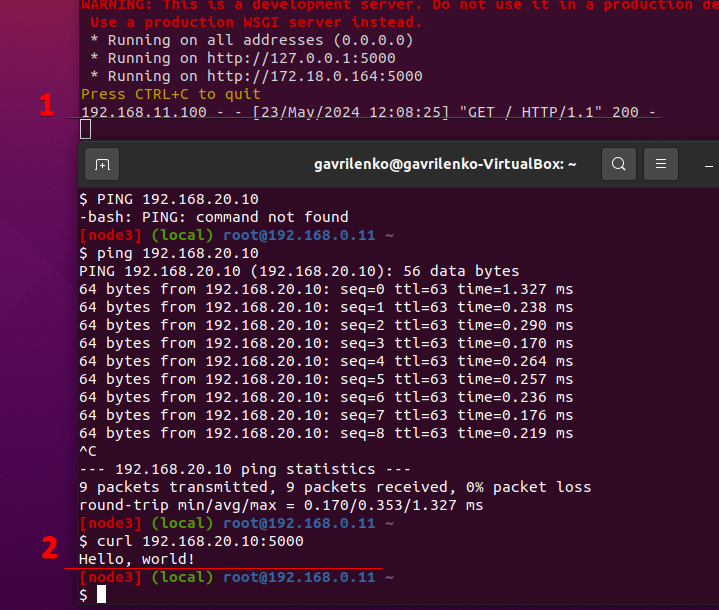 WARNING: This is a development server. Do not use it in a production de
Use a production WSGI server instead.
* Running on all addresses (0.0.0.0)
* Running on http://127.0.0.1:5000
* Running on http://172.18.0.164:5000
Press CTRL+C to quit
1
192.168.11.100 - - [23/May/2024 12:08:25] "GET / HTTP/1.1" 200 -
gavrilenko@gavrilenko-VirtualBox: ~
$ PING 192.168.20.10
-bash: PING: command not found
[node3] (local) root@192.168.0.11 ~
$ ping 192.168.20.10
PING 192.168.20.10 (192.168.20.10): 56 data bytes
64 bytes from 192.168.20.10: seq=0 ttl=63 time=1.327 ms
64 bytes from 192.168.20.10: seq=1 ttl=63 time=0.238 ms
64 bytes from 192.168.20.10: seq=2 ttl=63 time=0.290 ms
64 bytes from 192.168.20.10: seq=3 ttl=63 time=0.170 ms
64 bytes from 192.168.20.10: seq=4 ttl=63 time=0.264 ms
64 bytes from 192.168.20.10: seq=5 ttl=63 time=0.257 ms
64 bytes from 192.168.20.10: seq=6 ttl=63 time=0.236 ms
64 bytes from 192.168.20.10: seq=7 ttl=63 time=0.176 ms
64 bytes from 192.168.20.10: seq=8 ttl=63 time=0.219 ms
^C
--- 192.168.20.10 ping statistics ---
9 packets transmitted, 9 packets received, 0% packet loss
round-trip min/avg/max = 0.170/0.353/1.327 ms
[node3] (local) root@192.168.0.11 ~
2
$ curl 192.168.20.10:5000
Hello, world!
[node3] (local) root@192.168.0.11 ~
$